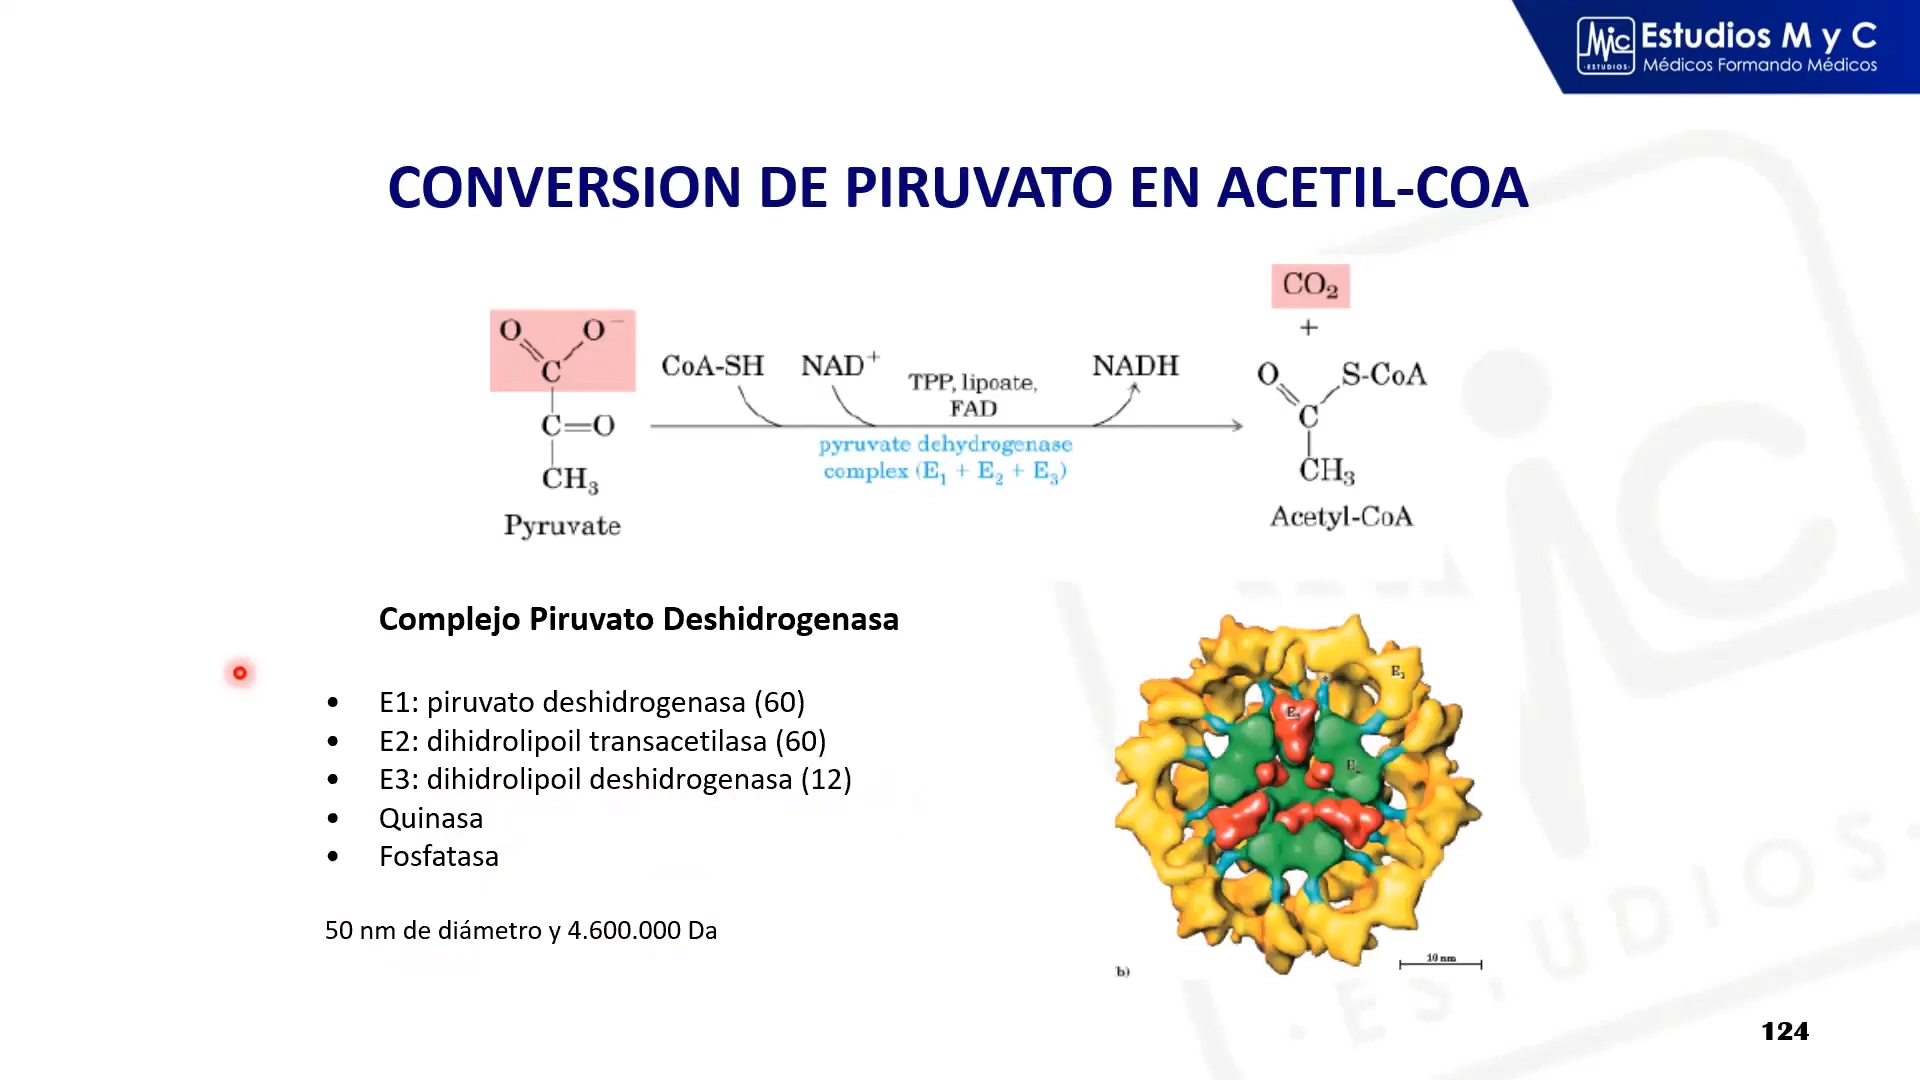 Estudios M y C
Médicos Formando Médicos
MIC
·ESTUDIOS·
CONVERSION DE PIRUVATO EN ACETIL-COA
CO₂
+
O O⁻
C
C=O
CH₃
Pyruvate
CoA-SH NAD⁺ TPP, lipoate, FAD NADH
pyruvate dehydrogenase
complex (E₁ + E₂ + E₃)
O S-CoA
C
CH₃
Acetyl-CoA
Complejo Piruvato Deshidrogenasa
• E1: piruvato deshidrogenasa (60)
• E2: dihidrolipoil transacetilasa (60)
• E3: dihidrolipoil deshidrogenasa (12)
• Quinasa
• Fosfatasa
50 nm de diámetro y 4.600.000 Da
b)
10 nm
·ESTUDIOS·
124